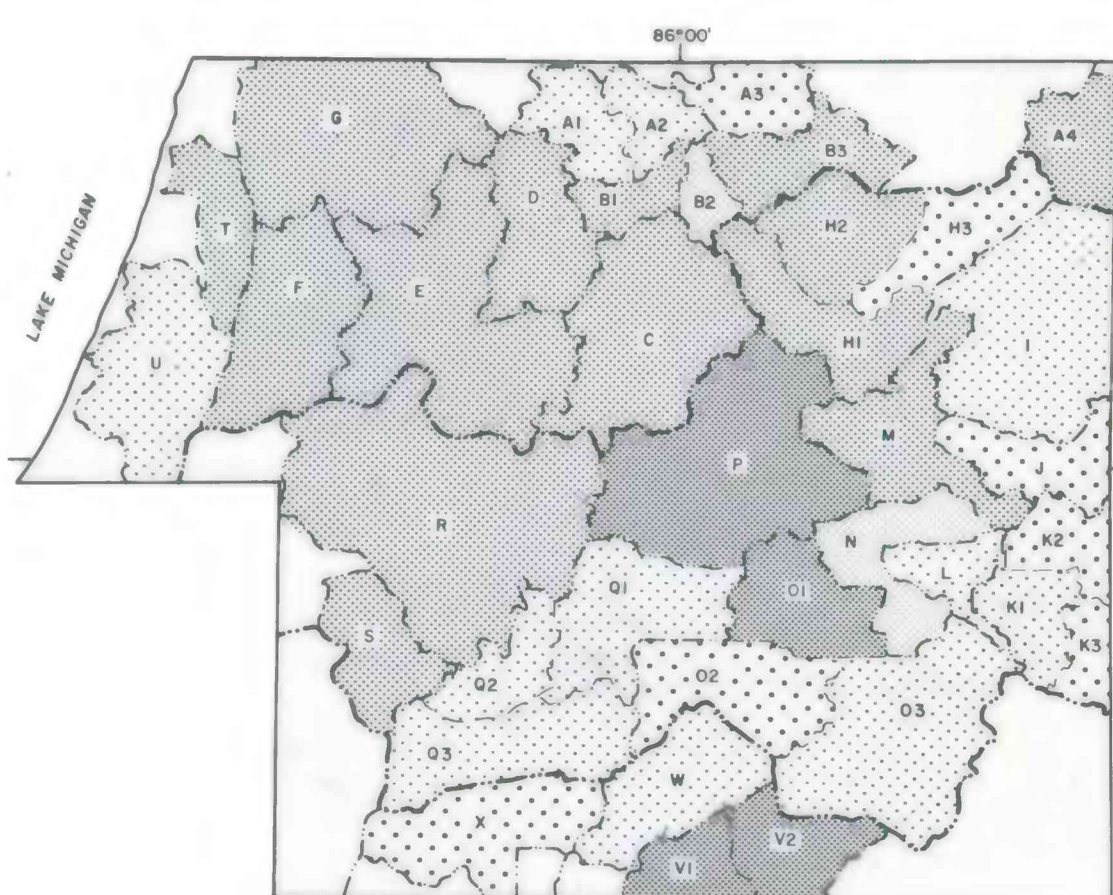 86°00'
G
A1
A2
A3
A4
B3
D
B1
B2
T
H2
H3
LAKE MICHIGAN
F
E
C
H1
I
U
M
P
J
R
N
K2
L
Q1
O1
K1
S
K3
Q2
O2
O3
Q3
W
X
V1
V2